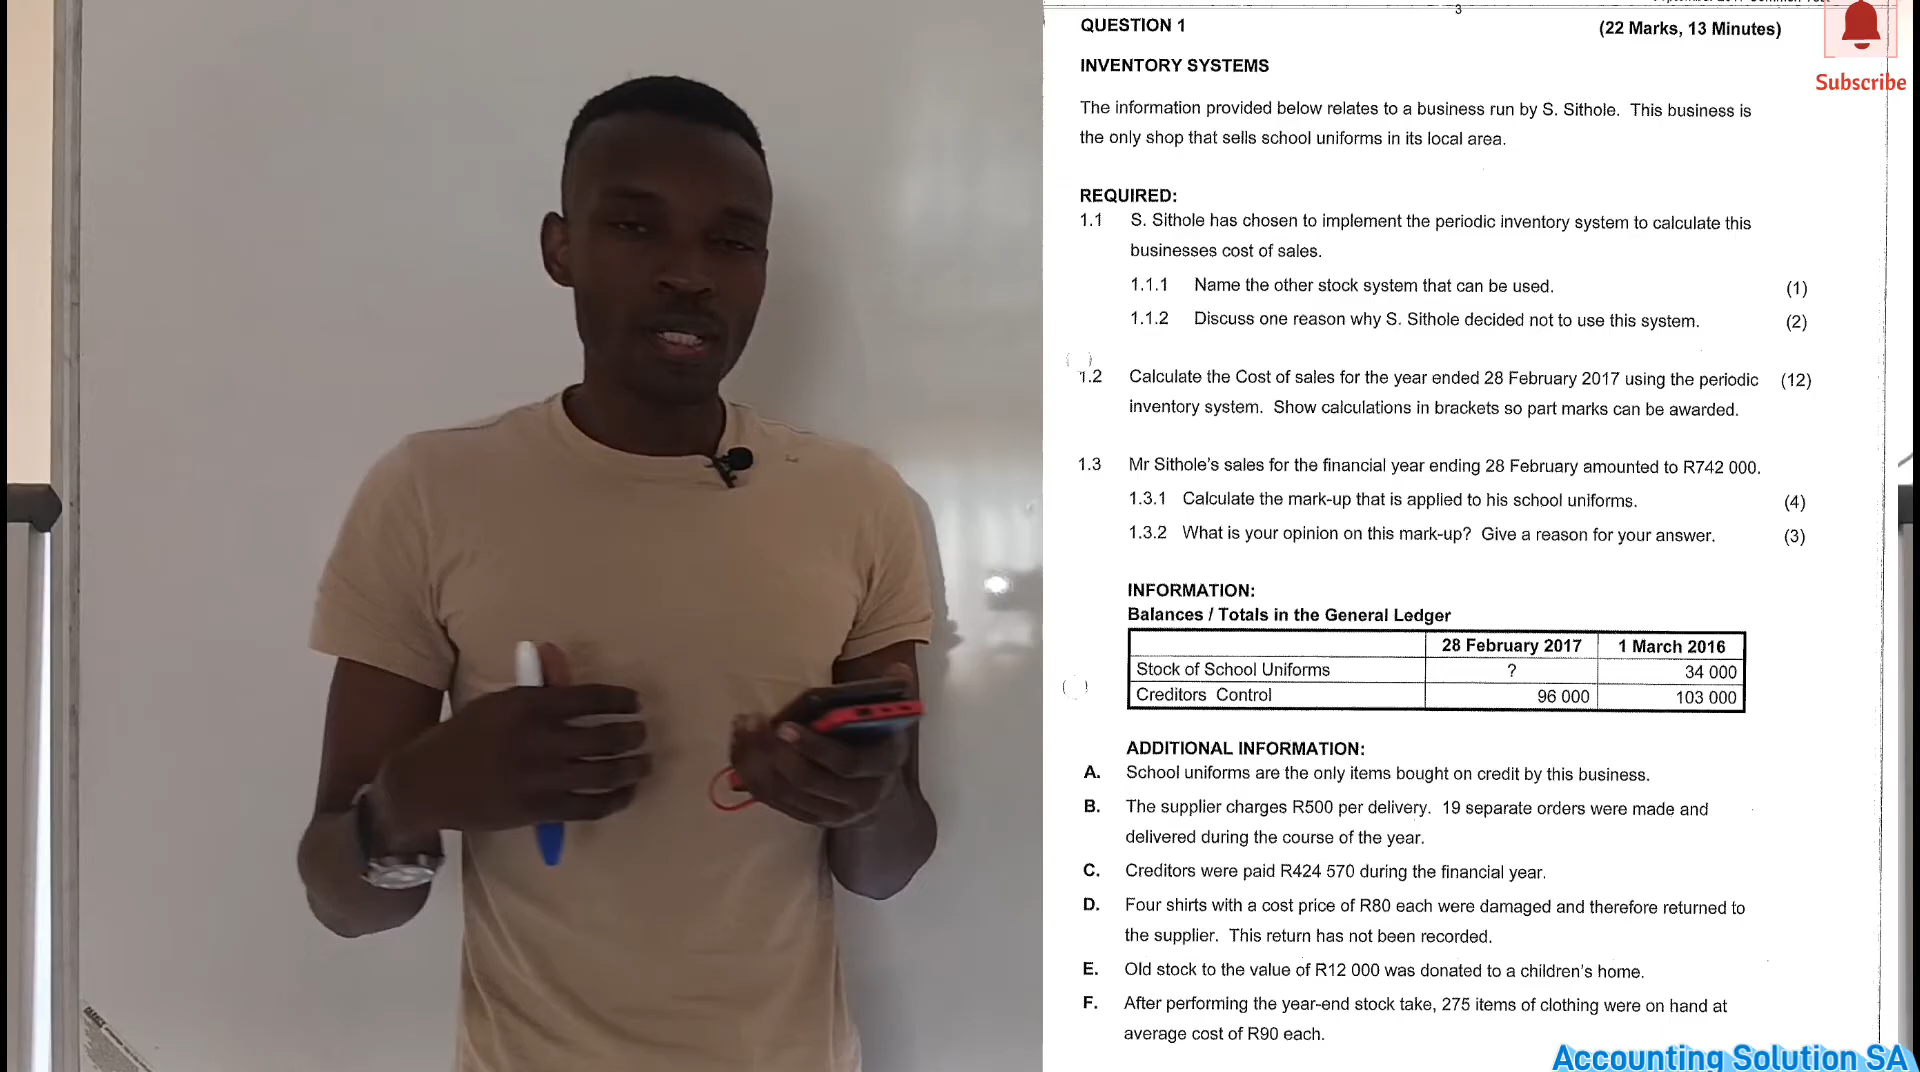 3
QUESTION 1
(22 Marks, 13 Minutes)
Subscribe
INVENTORY SYSTEMS
The information provided below relates to a business run by S. Sithole. This business is
the only shop that sells school uniforms in its local area.
REQUIRED:
1.1 S. Sithole has chosen to implement the periodic inventory system to calculate this
businesses cost of sales.
1.1.1 Name the other stock system that can be used. (1)
1.1.2 Discuss one reason why S. Sithole decided not to use this system. (2)
1.2 Calculate the Cost of sales for the year ended 28 February 2017 using the periodic (12)
inventory system. Show calculations in brackets so part marks can be awarded.
1.3 Mr Sithole's sales for the financial year ending 28 February amounted to R742 000.
1.3.1 Calculate the mark-up that is applied to his school uniforms. (4)
1.3.2 What is your opinion on this mark-up? Give a reason for your answer. (3)
INFORMATION:
Balances / Totals in the General Ledger
28 February 2017 1 March 2016
Stock of School Uniforms ? 34 000
Creditors Control 96 000 103 000
ADDITIONAL INFORMATION:
A. School uniforms are the only items bought on credit by this business.
B. The supplier charges R500 per delivery. 19 separate orders were made and
delivered during the course of the year.
C. Creditors were paid R424 570 during the financial year.
D. Four shirts with a cost price of R80 each were damaged and therefore returned to
the supplier. This return has not been recorded.
E. Old stock to the value of R12 000 was donated to a children's home.
F. After performing the year-end stock take, 275 items of clothing were on hand at
average cost of R90 each.
Accounting Solution SA